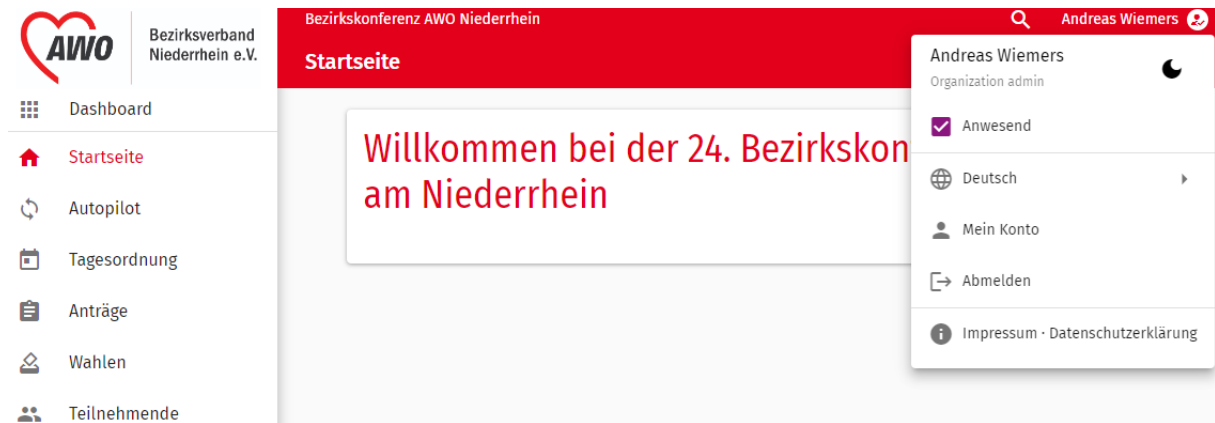 AWO
Bezirksverband
Niederrhein e.V.
Bezirkskonferenz AWO Niederrhein
Andreas Wiemers
Startseite
Dashboard
Startseite
Autopilot
Tagesordnung
Anträge
Wahlen
Teilnehmende
Willkommen bei der 24. Bezirkskon
am Niederrhein
Andreas Wiemers
Organization admin
Anwesend
Deutsch
Mein Konto
Abmelden
Impressum · Datenschutzerklärung